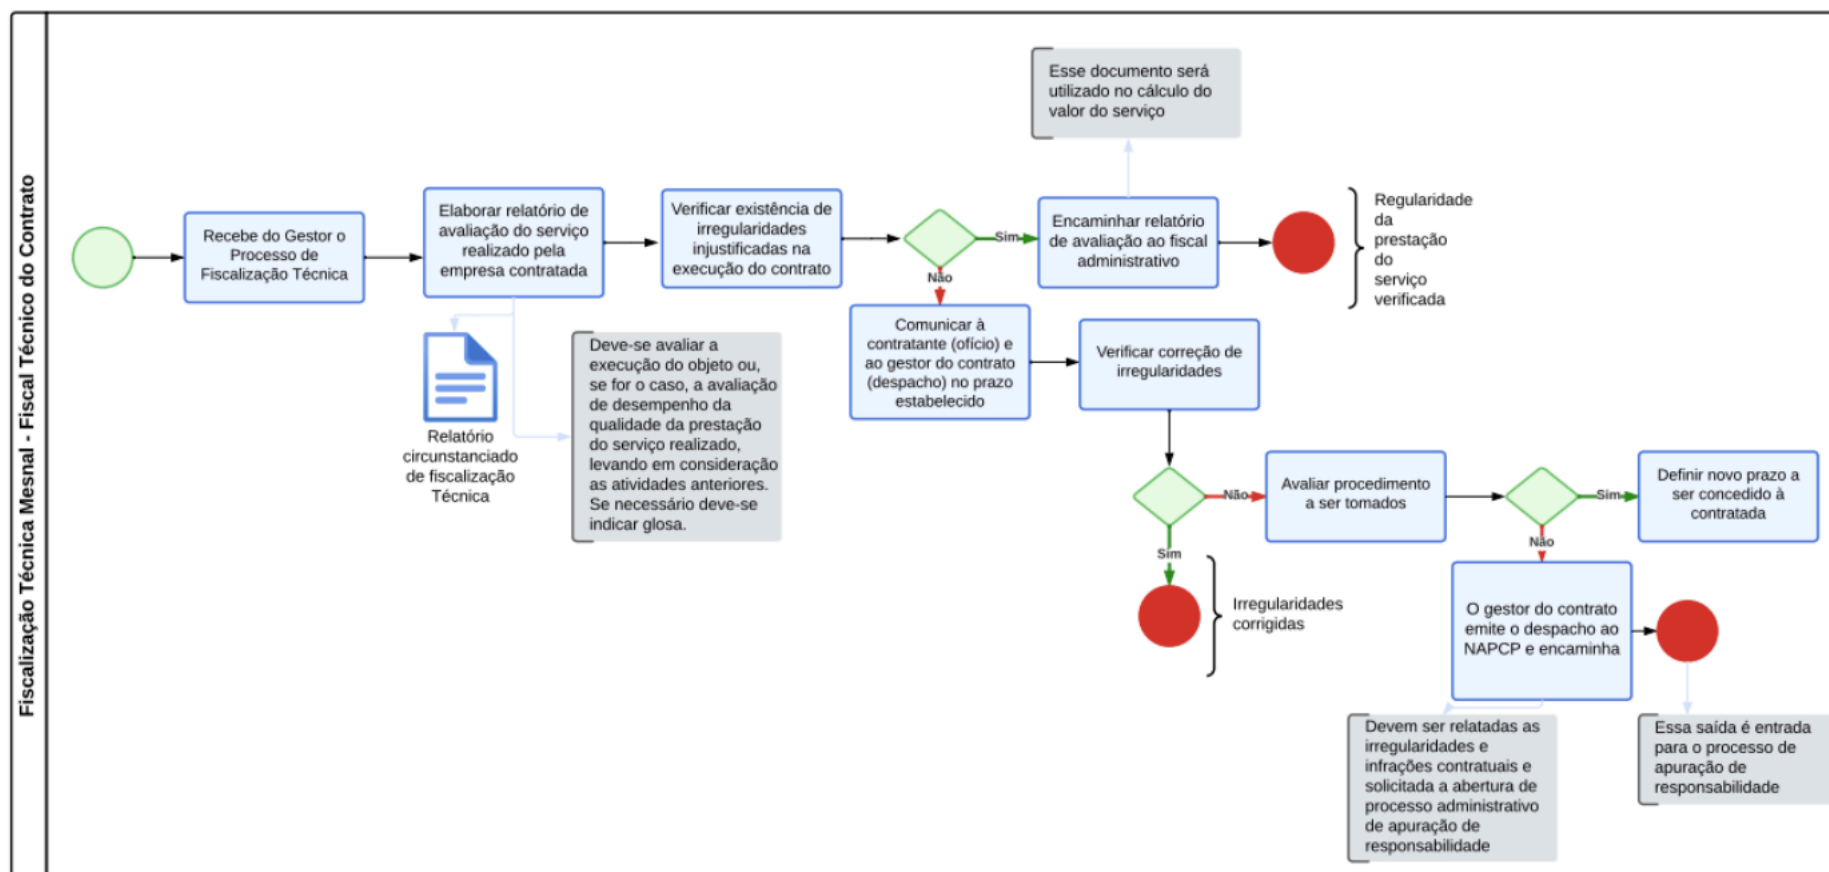 Fiscalização Técnica Mesnal - Fiscal Técnico do Contrato
Recebe do Gestor o
Processo de
Fiscalização Técnica
Elaborar relatório de
avaliação do serviço
realizado pela
empresa contratada
Relatório
circunstanciado
de fiscalização
Técnica
Deve-se avaliar a
execução do objeto ou,
se for o caso, a avaliação
de desempenho da
qualidade da prestação
do serviço realizado,
levando em consideração
as atividades anteriores.
Se necessário deve-se
indicar glosa.
Verificar existência de
irregularidades
injustificadas na
execução do contrato
Sim
Não
Esse documento será
utilizado no cálculo do
valor do serviço
Encaminhar relatório
de avaliação ao fiscal
administrativo
Regularidade
da
prestação
do
serviço
verificada
Comunicar à
contratante (ofício) e
ao gestor do contrato
(despacho) no prazo
estabelecido
Verificar correção de
irregularidades
Não
Sim
Irregularidades
corrigidas
Avaliar procedimento
a ser tomados
Sim
Não
Definir novo prazo a
ser concedido à
contratada
O gestor do contrato
emite o despacho ao
NAPCP e encaminha
Devem ser relatadas as
irregularidades e
infrações contratuais e
solicitada a abertura de
processo administrativo
de apuração de
responsabilidade
Essa saída é entrada
para o processo de
apuração de
responsabilidade